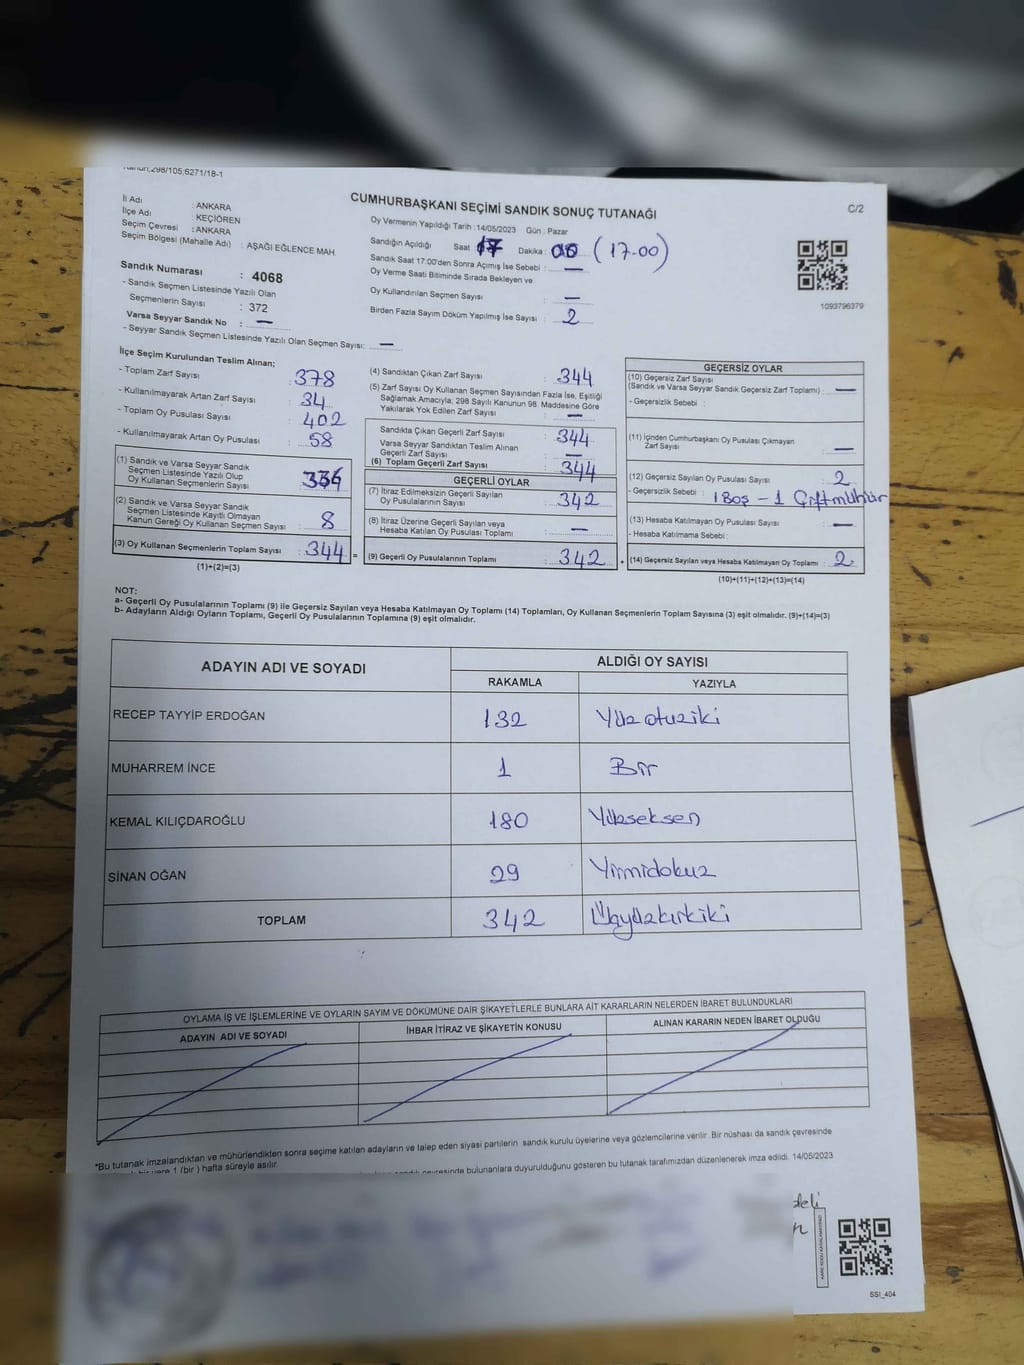 Kanun;298/105;6271/18-1
CUMHURBAŞKANI SEÇİMİ SANDIK SONUÇ TUTANAĞI
C/2
İl Adı : ANKARA
İlçe Adı : KEÇİÖREN
Seçim Çevresi : ANKARA
Seçim Bölgesi (Mahalle Adı) : AŞAĞI EĞLENCE MAH.
Sandık Numarası : 4068
- Sandık Seçmen Listesinde Yazılı Olan
Seçmenlerin Sayısı : 372
Varsa Seyyar Sandık No : —
- Seyyar Sandık Seçmen Listesinde Yazılı Olan Seçmen Sayısı: —
Oy Vermenin Yapıldığı Tarih :14/05/2023 Gün : Pazar
Sandığın Açıldığı Saat : 17 Dakika : 00 (17.00)
Sandık Saat 17:00'den Sonra Açımış İse Sebebi : —
Oy Verme Saati Bitiminde Sırada Bekleyen ve
Oy Kullandırılan Seçmen Sayısı : —
Birden Fazla Sayım Döküm Yapılmış İse Sayısı : 2
1093796379
İlçe Seçim Kurulundan Teslim Alınan;
- Toplam Zarf Sayısı : 378
- Kullanılmayarak Artan Zarf Sayısı : 34
- Toplam Oy Pusulası Sayısı : 402
- Kullanılmayarak Artan Oy Pusulası : 58
(1) Sandık ve Varsa Seyyar Sandık
Seçmen Listesinde Yazılı Olup
Oy Kullanan Seçmenlerin Sayısı : 336
(2) Sandık ve Varsa Seyyar Sandık
Seçmen Listesinde Kayıtlı Olmayan
Kanun Gereği Oy Kullanan Seçmen Sayısı : 8
(3) Oy Kullanan Seçmenlerin Toplam Sayısı : 344
(1)+(2)=(3)
(4) Sandıktan Çıkan Zarf Sayısı : 344
(5) Zarf Sayısı Oy Kullanan Seçmen Sayısından Fazla İse, Eşitliği
Sağlamak Amacıyla; 298 Sayılı Kanunun 98. Maddesine Göre
Yakılarak Yok Edilen Zarf Sayısı : —
Sandıkta Çıkan Geçerli Zarf Sayısı : 344
Varsa Seyyar Sandıktan Teslim Alınan
Geçerli Zarf Sayısı : —
(6) Toplam Geçerli Zarf Sayısı : 344
GEÇERLİ OYLAR
(7) İtiraz Edilmeksizin Geçerli Sayılan
Oy Pusulalarının Sayısı : 342
(8) İtiraz Üzerine Geçerli Sayılan veya
Hesaba Katılan Oy Pusulası Toplamı : —
= (9) Geçerli Oy Pusulalarının Toplamı : 342
GEÇERSİZ OYLAR
(10) Geçersiz Zarf Sayısı
(Sandık ve Varsa Seyyar Sandık Geçersiz Zarf Toplamı) : —
- Geçersizlik Sebebi :
(11) İçinden Cumhurbaşkanı Oy Pusulası Çıkmayan
Zarf Sayısı : —
(12) Geçersiz Sayılan Oy Pusulası Sayısı : 2
- Geçersizlik Sebebi : 1 Boş - 1 Çift mühür
(13) Hesaba Katılmayan Oy Pusulası Sayısı : —
- Hesaba Katılmama Sebebi :
+ (14) Geçersiz Sayılan veya Hesaba Katılmayan Oy Toplamı : 2
(10)+(11)+(12)+(13)=(14)
NOT:
a- Geçerli Oy Pusulalarının Toplamı (9) ile Geçersiz Sayılan veya Hesaba Katılmayan Oy Toplamı (14) Toplamları, Oy Kullanan Seçmenlerin Toplam Sayısına (3) eşit olmalıdır. (9)+(14)=(3)
b- Adayların Aldığı Oyların Toplamı, Geçerli Oy Pusulalarının Toplamına (9) eşit olmalıdır.
ADAYIN ADI VE SOYADI
ALDIĞI OY SAYISI
RAKAMLA YAZIYLA
RECEP TAYYİP ERDOĞAN 132 Yüzotuziki
MUHARREM İNCE 1 Bir
KEMAL KILIÇDAROĞLU 180 Yükseksen
SİNAN OĞAN 29 Yirmidokuz
TOPLAM 342 Üçyüzkırkiki
OYLAMA İŞ VE İŞLEMLERİNE VE OYLARIN SAYIM VE DÖKÜMÜNE DAİR ŞİKAYETLERLE BUNLARA AİT KARARLARIN NELERDEN İBARET BULUNDUKLARI
ADAYIN ADI VE SOYADI İHBAR İTİRAZ VE ŞİKAYETİN KONUSU ALINAN KARARIN NEDEN İBARET OLDUĞU
*Bu tutanak imzalandıktan ve mühürlendikten sonra seçime katılan adayların ve talep eden siyasi partilerin sandık kurulu üyelerine veya gözlemcilerine verilir. Bir nüshası da sandık çevresinde
bir yere 1 (bir ) hafta süreyle asılır.
sandık çevresinde bulunanlara duyurulduğunu gösteren bu tutanak tarafımızdan düzenlenerek imza edildi. 14/05/2023
deli
SSI_404